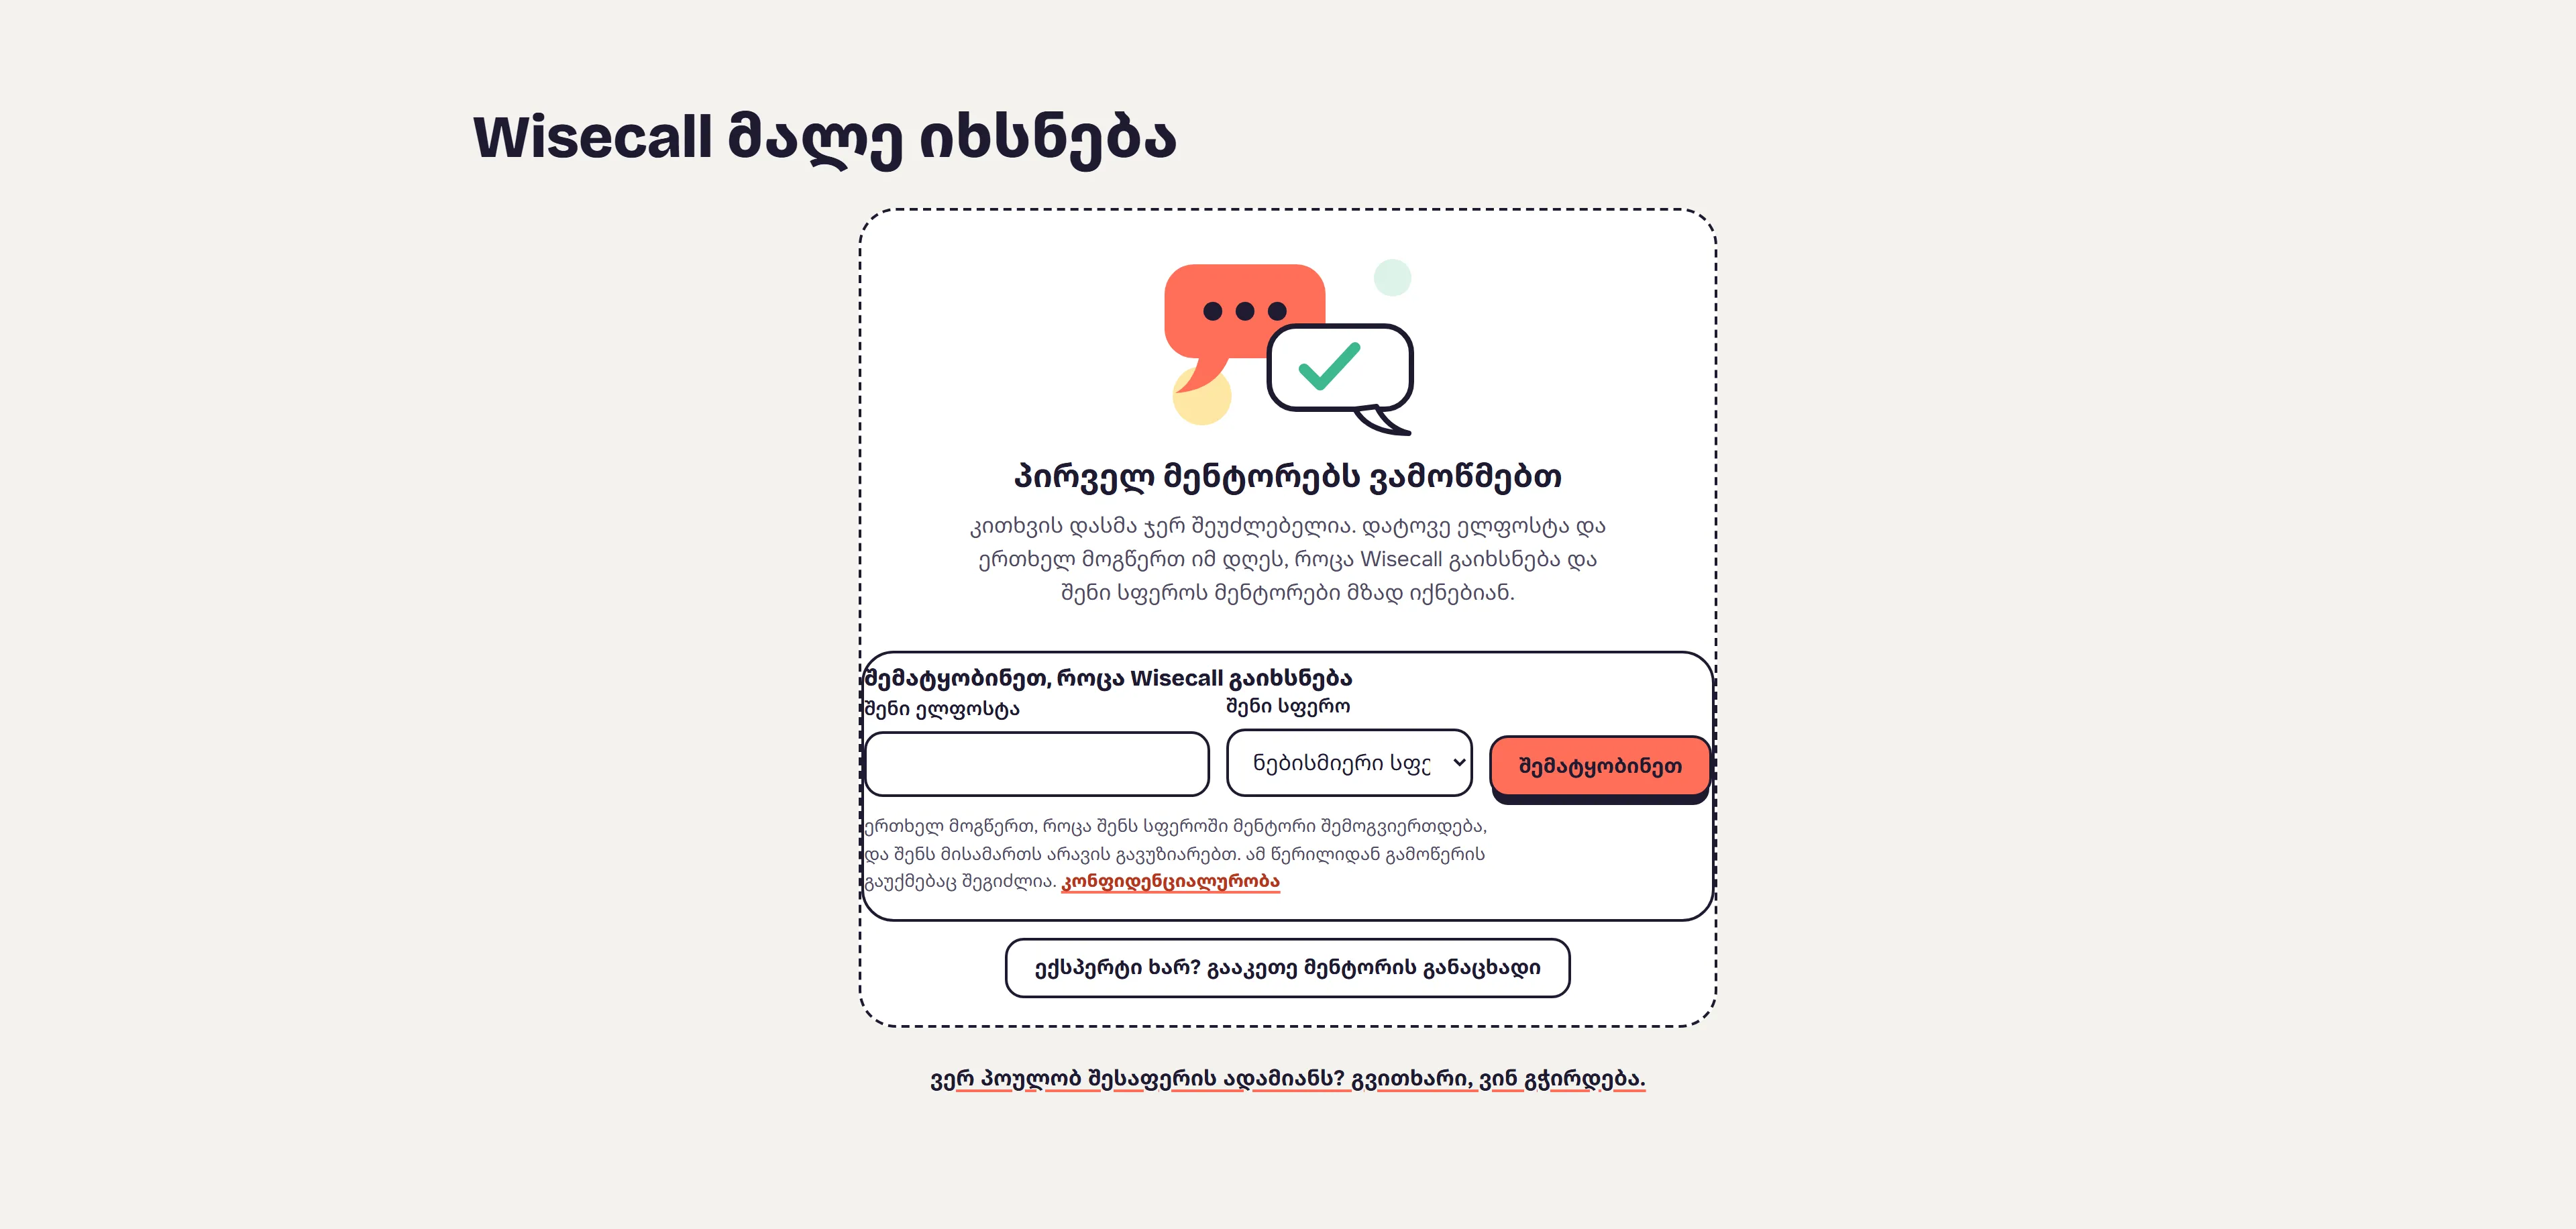 Wisecall მალე იხსნება
პირველ მენტორებს ვამოწმებთ
კითხვის დასმა ჯერ შეუძლებელია. დატოვე ელფოსტა და
ერთხელ მოგწერთ იმ დღეს, როცა Wisecall გაიხსნება და
შენი სფეროს მენტორები მზად იქნებიან.
შემატყობინეთ, როცა Wisecall გაიხსნება
შენი ელფოსტა
შენი სფერო
ნებისმიერი სფე
შემატყობინეთ
ერთხელ მოგწერთ, როცა შენს სფეროში მენტორი შემოგვიერთდება,
და შენს მისამართს არავის გავუზიარებთ. ამ წერილიდან გამოწერის
გაუქმებაც შეგიძლია. კონფიდენციალურობა
ექსპერტი ხარ? გააკეთე მენტორის განაცხადი
ვერ პოულობ შესაფერის ადამიანს? გვითხარი, ვინ გჭირდება.